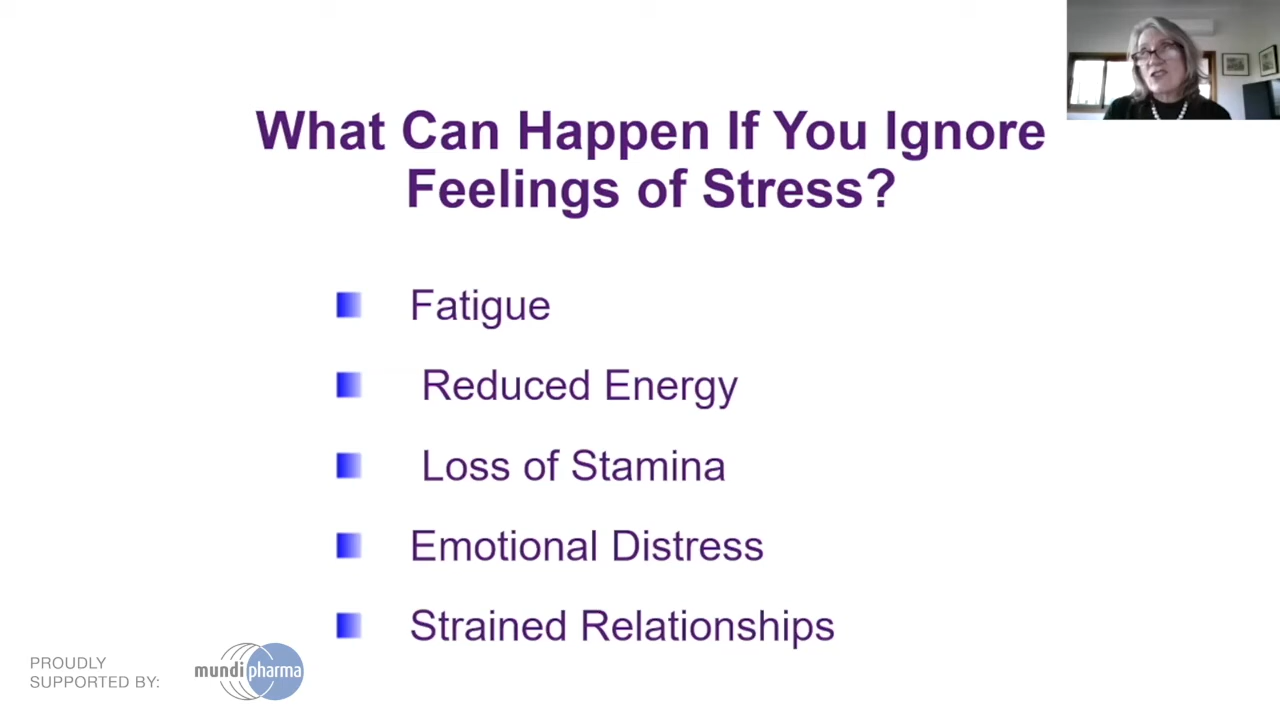 What Can Happen If You Ignore
Feelings of Stress?
Fatigue
Reduced Energy
Loss of Stamina
Emotional Distress
Strained Relationships
PROUDLY
SUPPORTED BY:
mundipharma